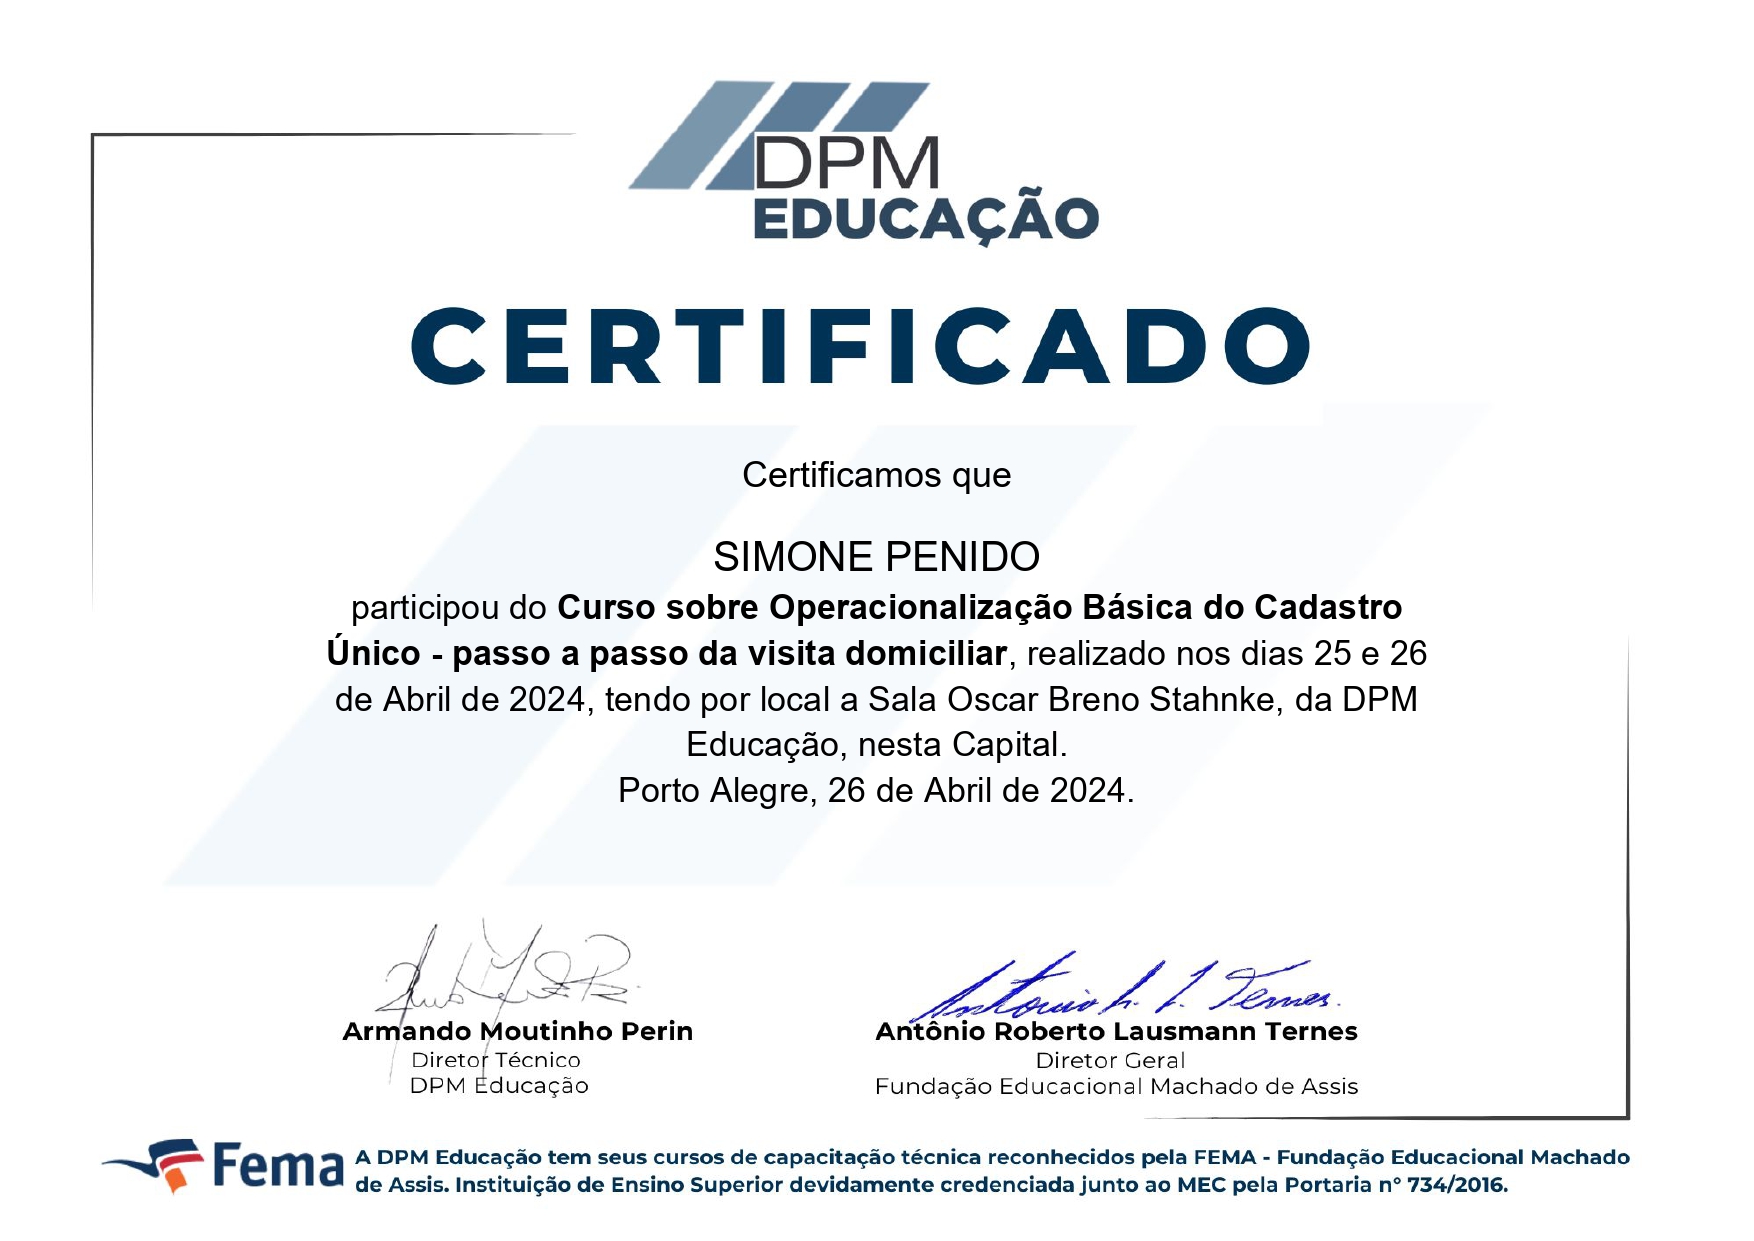 DPM
EDUCAÇÃO
CERTIFICADO
Certificamos que
SIMONE PENIDO
participou do Curso sobre Operacionalização Básica do Cadastro
Único - passo a passo da visita domiciliar, realizado nos dias 25 e 26
de Abril de 2024, tendo por local a Sala Oscar Breno Stahnke, da DPM
Educação, nesta Capital.
Porto Alegre, 26 de Abril de 2024.
Armando Moutinho Perin
Diretor Técnico
DPM Educação
Antônio Roberto Lausmann Ternes
Diretor Geral
Fundação Educacional Machado de Assis
Fema
A DPM Educação tem seus cursos de capacitação técnica reconhecidos pela FEMA - Fundação Educacional Machado
de Assis. Instituição de Ensino Superior devidamente credenciada junto ao MEC pela Portaria n° 734/2016.